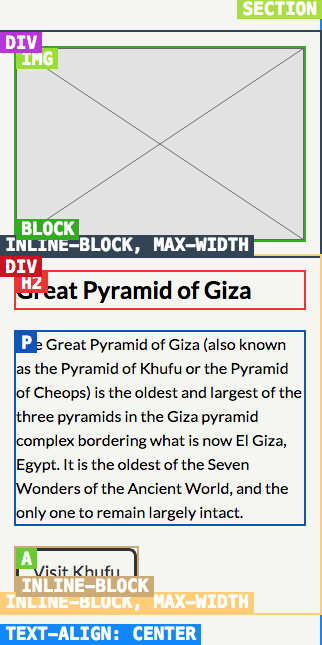 SECTION
DIV
IMG
BLOCK
INLINE-BLOCK, MAX-WIDTH
DIV
H2
Great Pyramid of Giza
P
e Great Pyramid of Giza (also known
as the Pyramid of Khufu or the Pyramid
of Cheops) is the oldest and largest of the
three pyramids in the Giza pyramid
complex bordering what is now El Giza,
Egypt. It is the oldest of the Seven
Wonders of the Ancient World, and the
only one to remain largely intact.
A
Visit Khufu
INLINE-BLOCK
INLINE-BLOCK, MAX-WIDTH
TEXT-ALIGN: CENTER